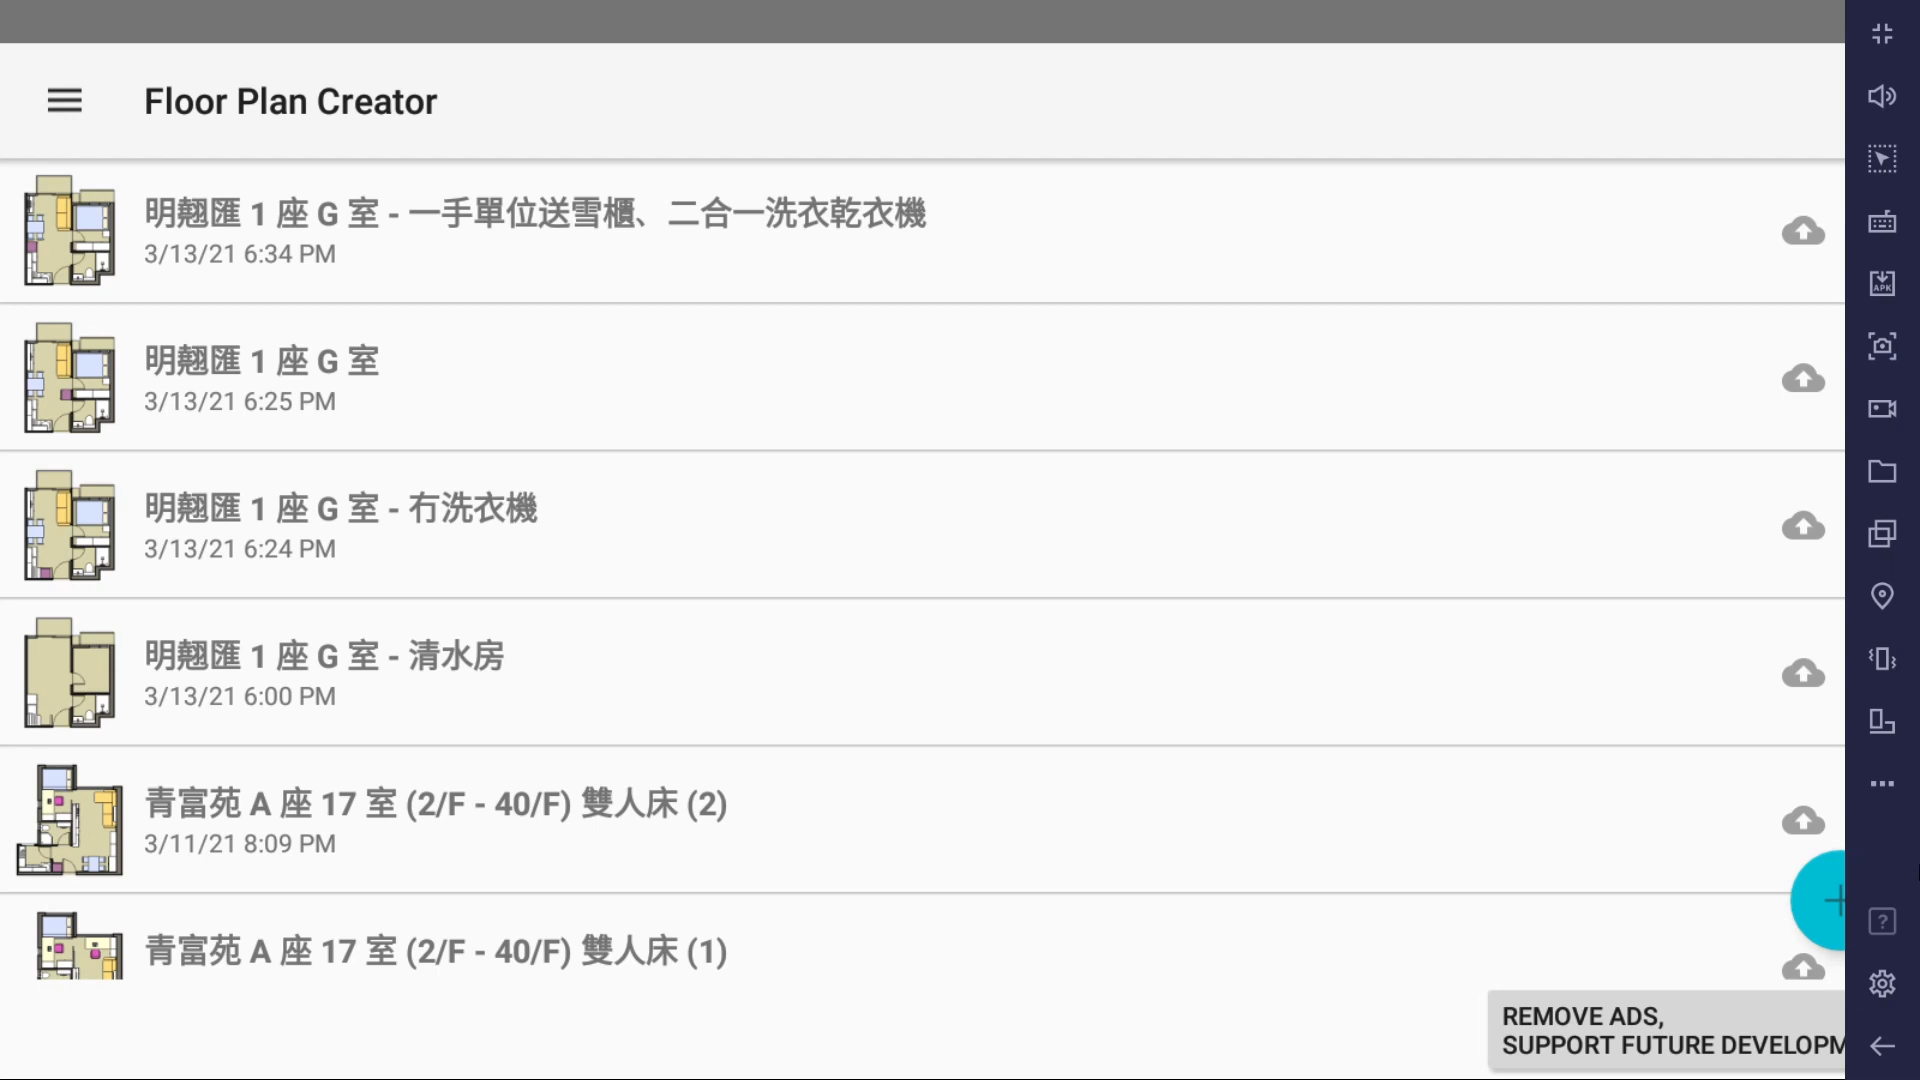 Floor Plan Creator
明翹匯 1 座 G 室 - 一手單位送雪櫃、二合一洗衣乾衣機
3/13/21 6:34 PM
明翹匯 1 座 G 室
3/13/21 6:25 PM
明翹匯 1 座 G 室 - 冇洗衣機
3/13/21 6:24 PM
明翹匯 1 座 G 室 - 清水房
3/13/21 6:00 PM
青富苑 A 座 17 室 (2/F - 40/F) 雙人床 (2)
3/11/21 8:09 PM
青富苑 A 座 17 室 (2/F - 40/F) 雙人床 (1)
REMOVE ADS,
SUPPORT FUTURE DEVELOPM
APK